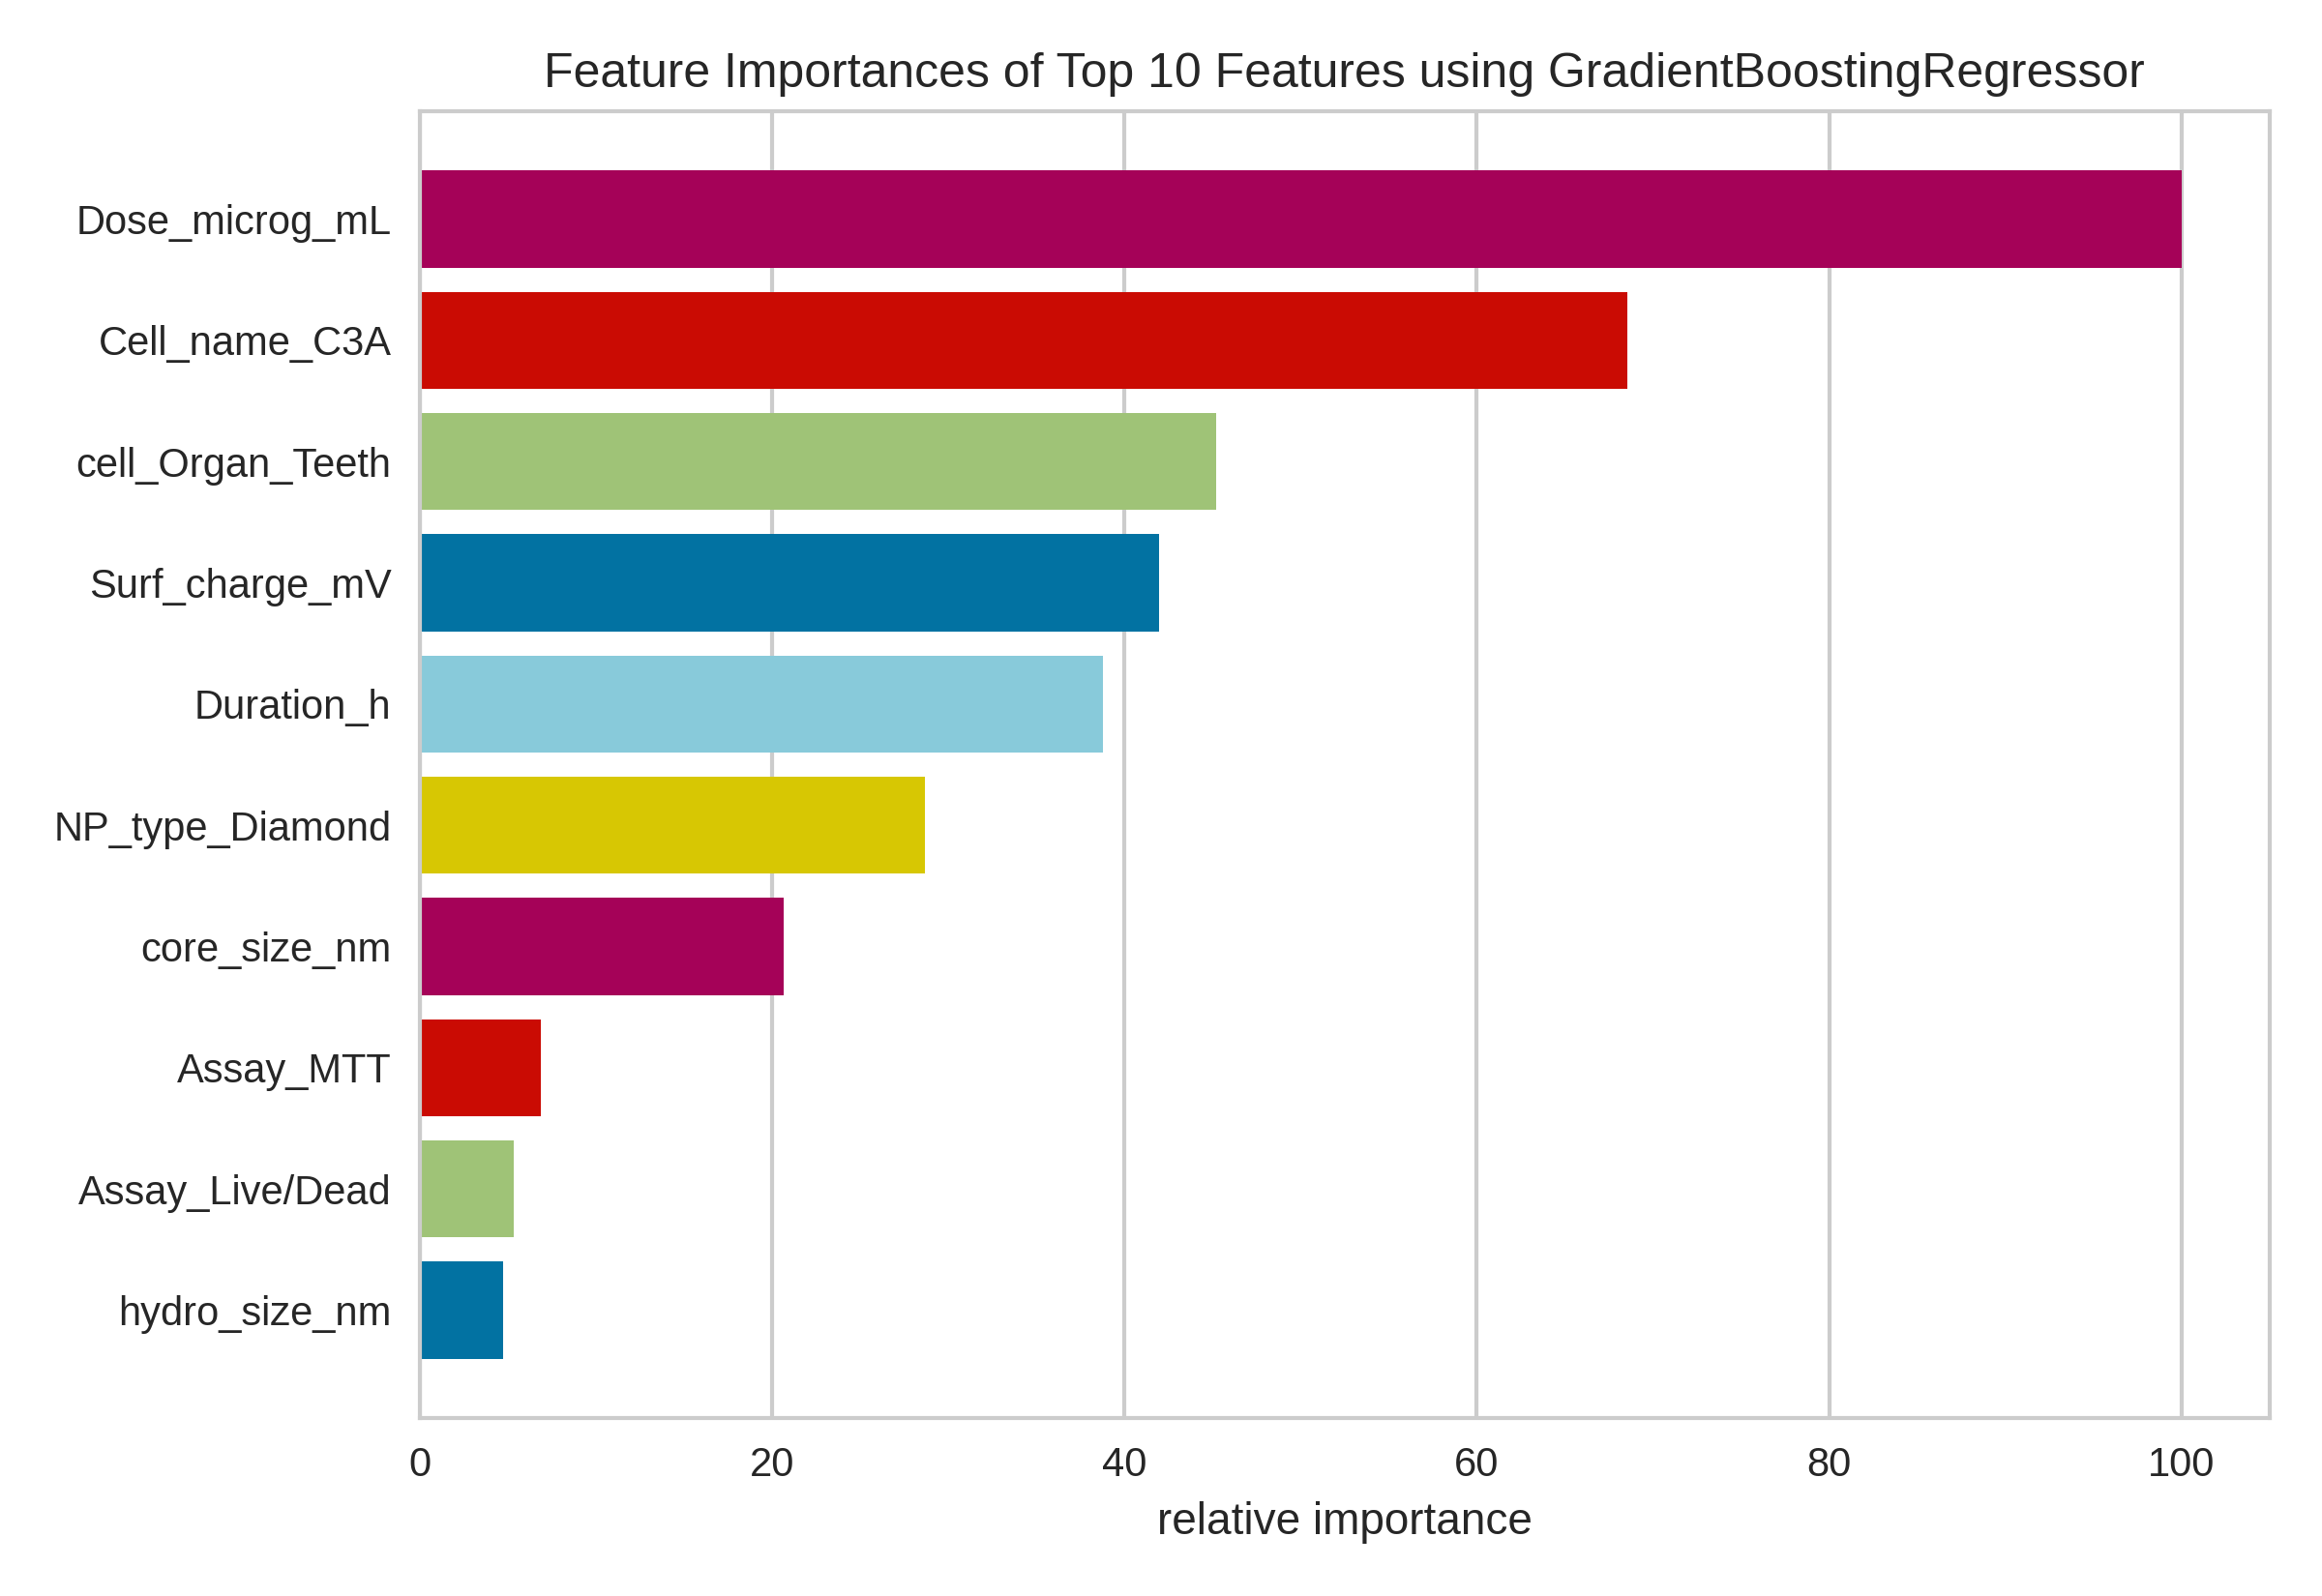 Feature Importances of Top 10 Features using GradientBoostingRegressor
Dose_microg_mL
Cell_name_C3A
cell_Organ_Teeth
Surf_charge_mV
Duration_h
NP_type_Diamond
core_size_nm
Assay_MTT
Assay_Live/Dead
hydro_size_nm
0 20 40 60 80 100
relative importance